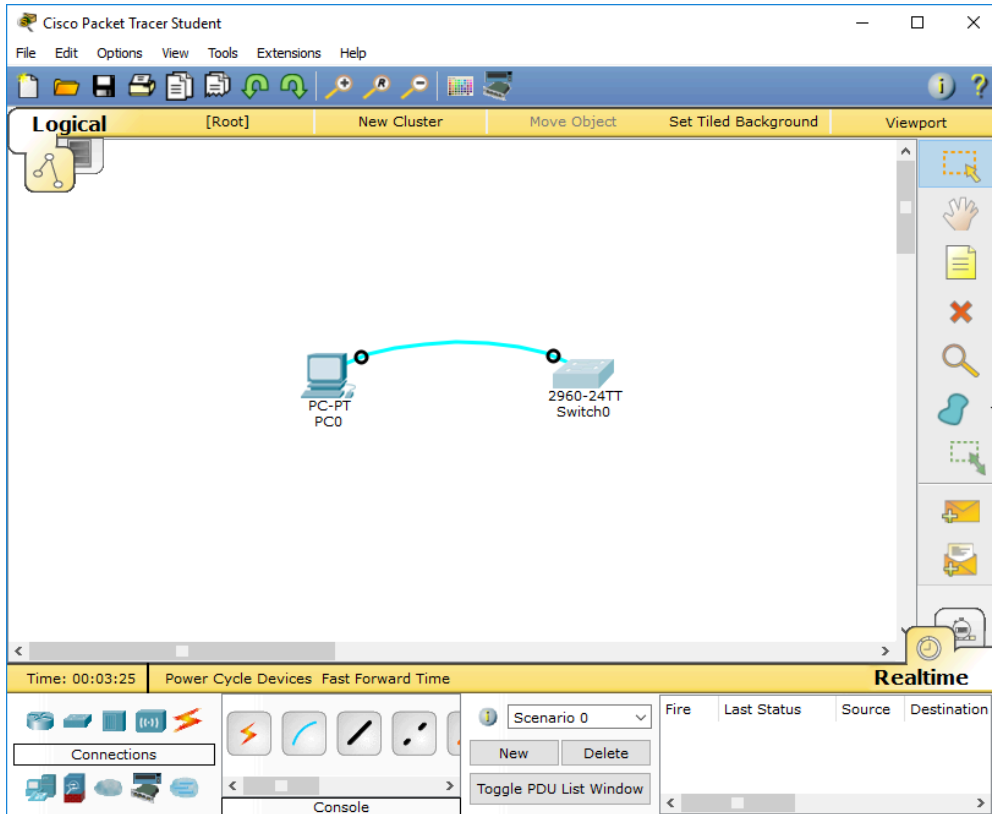 Cisco Packet Tracer Student
File Edit Options View Tools Extensions Help
Logical [Root] New Cluster Move Object Set Tiled Background Viewport
PC-PT
PC0
2960-24TT
Switch0
Time: 00:03:25 Power Cycle Devices Fast Forward Time Realtime
Connections
Console
Scenario 0
New Delete
Toggle PDU List Window
Fire Last Status Source Destination